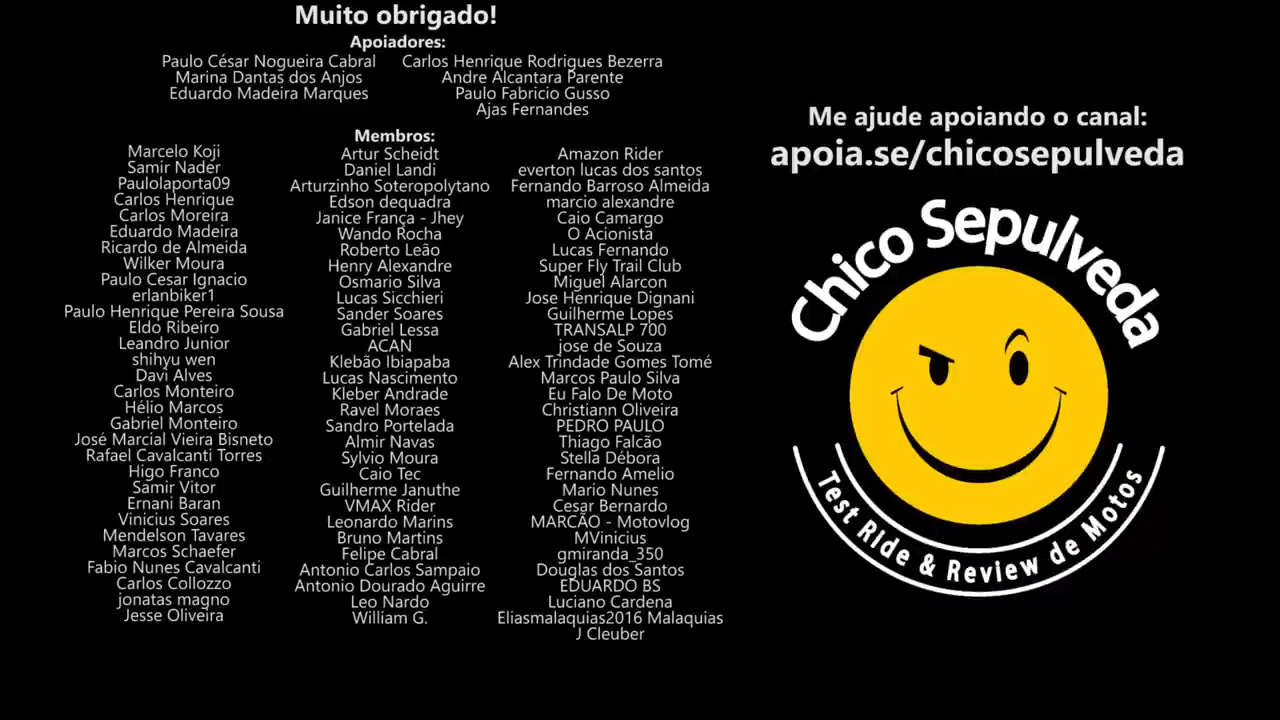 Muito obrigado!
Apoiadores:
Paulo César Nogueira Cabral
Marina Dantas dos Anjos
Eduardo Madeira Marques
Carlos Henrique Rodrigues Bezerra
Andre Alcantara Parente
Paulo Fabricio Gusso
Ajas Fernandes
Membros:
Marcelo Koji
Samir Nader
Paulolaporta09
Carlos Henrique
Carlos Moreira
Eduardo Madeira
Ricardo de Almeida
Wilker Moura
Paulo Cesar Ignacio
erlanbiker1
Paulo Henrique Pereira Sousa
Eldo Ribeiro
Leandro Junior
shihyu wen
Davi Alves
Carlos Monteiro
Hélio Marcos
Gabriel Monteiro
José Marcial Vieira Bisneto
Rafael Cavalcanti Torres
Higo Franco
Samir Vitor
Ernani Baran
Vinicius Soares
Mendelson Tavares
Marcos Schaefer
Fabio Nunes Cavalcanti
Carlos Collozzo
jonatas magno
Jesse Oliveira
Artur Scheidt
Daniel Landi
Arturzinho Soteropolytano
Edson dequadra
Janice França - Jhey
Wando Rocha
Roberto Leão
Henry Alexandre
Osmario Silva
Lucas Sicchieri
Sander Soares
Gabriel Lessa
ACAN
Klebão Ibiapaba
Lucas Nascimento
Kleber Andrade
Ravel Moraes
Sandro Portelada
Almir Navas
Sylvio Moura
Caio Tec
Guilherme Januthe
VMAX Rider
Leonardo Marins
Bruno Martins
Felipe Cabral
Antonio Carlos Sampaio
Antonio Dourado Aguirre
Leo Nardo
William G.
Amazon Rider
everton lucas dos santos
Fernando Barroso Almeida
marcio alexandre
Caio Camargo
O Acionista
Lucas Fernando
Super Fly Trail Club
Miguel Alarcon
Jose Henrique Dignani
Guilherme Lopes
TRANSALP 700
jose de Souza
Alex Trindade Gomes Tomé
Marcos Paulo Silva
Eu Falo De Moto
Christiann Oliveira
PEDRO PAULO
Thiago Falcão
Stella Débora
Fernando Amelio
Mario Nunes
Cesar Bernardo
MARCÃO - Motovlog
MVinicius
gmiranda_350
Douglas dos Santos
EDUARDO BS
Luciano Cardena
Eliasmalaquias2016 Malaquias
J Cleuber
Me ajude apoiando o canal:
apoia.se/chicosepulveda
Chico Sepulveda
Test Ride & Review de Motos